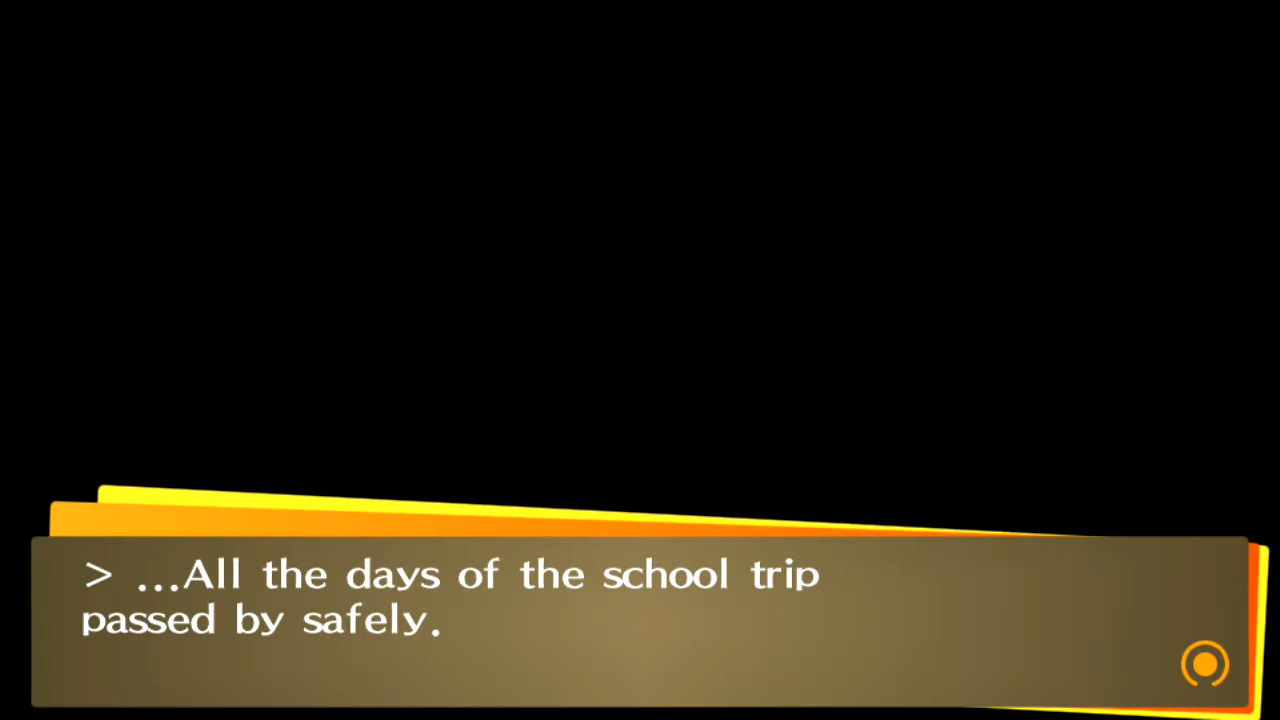 > ...All the days of the school trip
passed by safely.